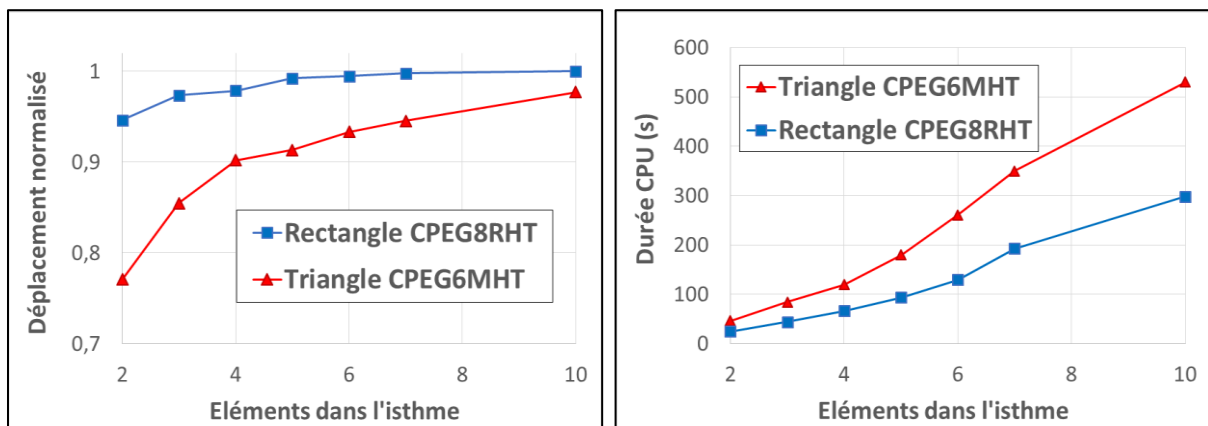 Déplacement normalisé
1
0,9
0,8
0,7
Rectangle CPEG8RHT
Triangle CPEG6MHT
2 4 6 8 10
Eléments dans l'isthme
Durée CPU (s)
600
500
400
300
200
100
0
Triangle CPEG6MHT
Rectangle CPEG8RHT
2 4 6 8 10
Eléments dans l'isthme